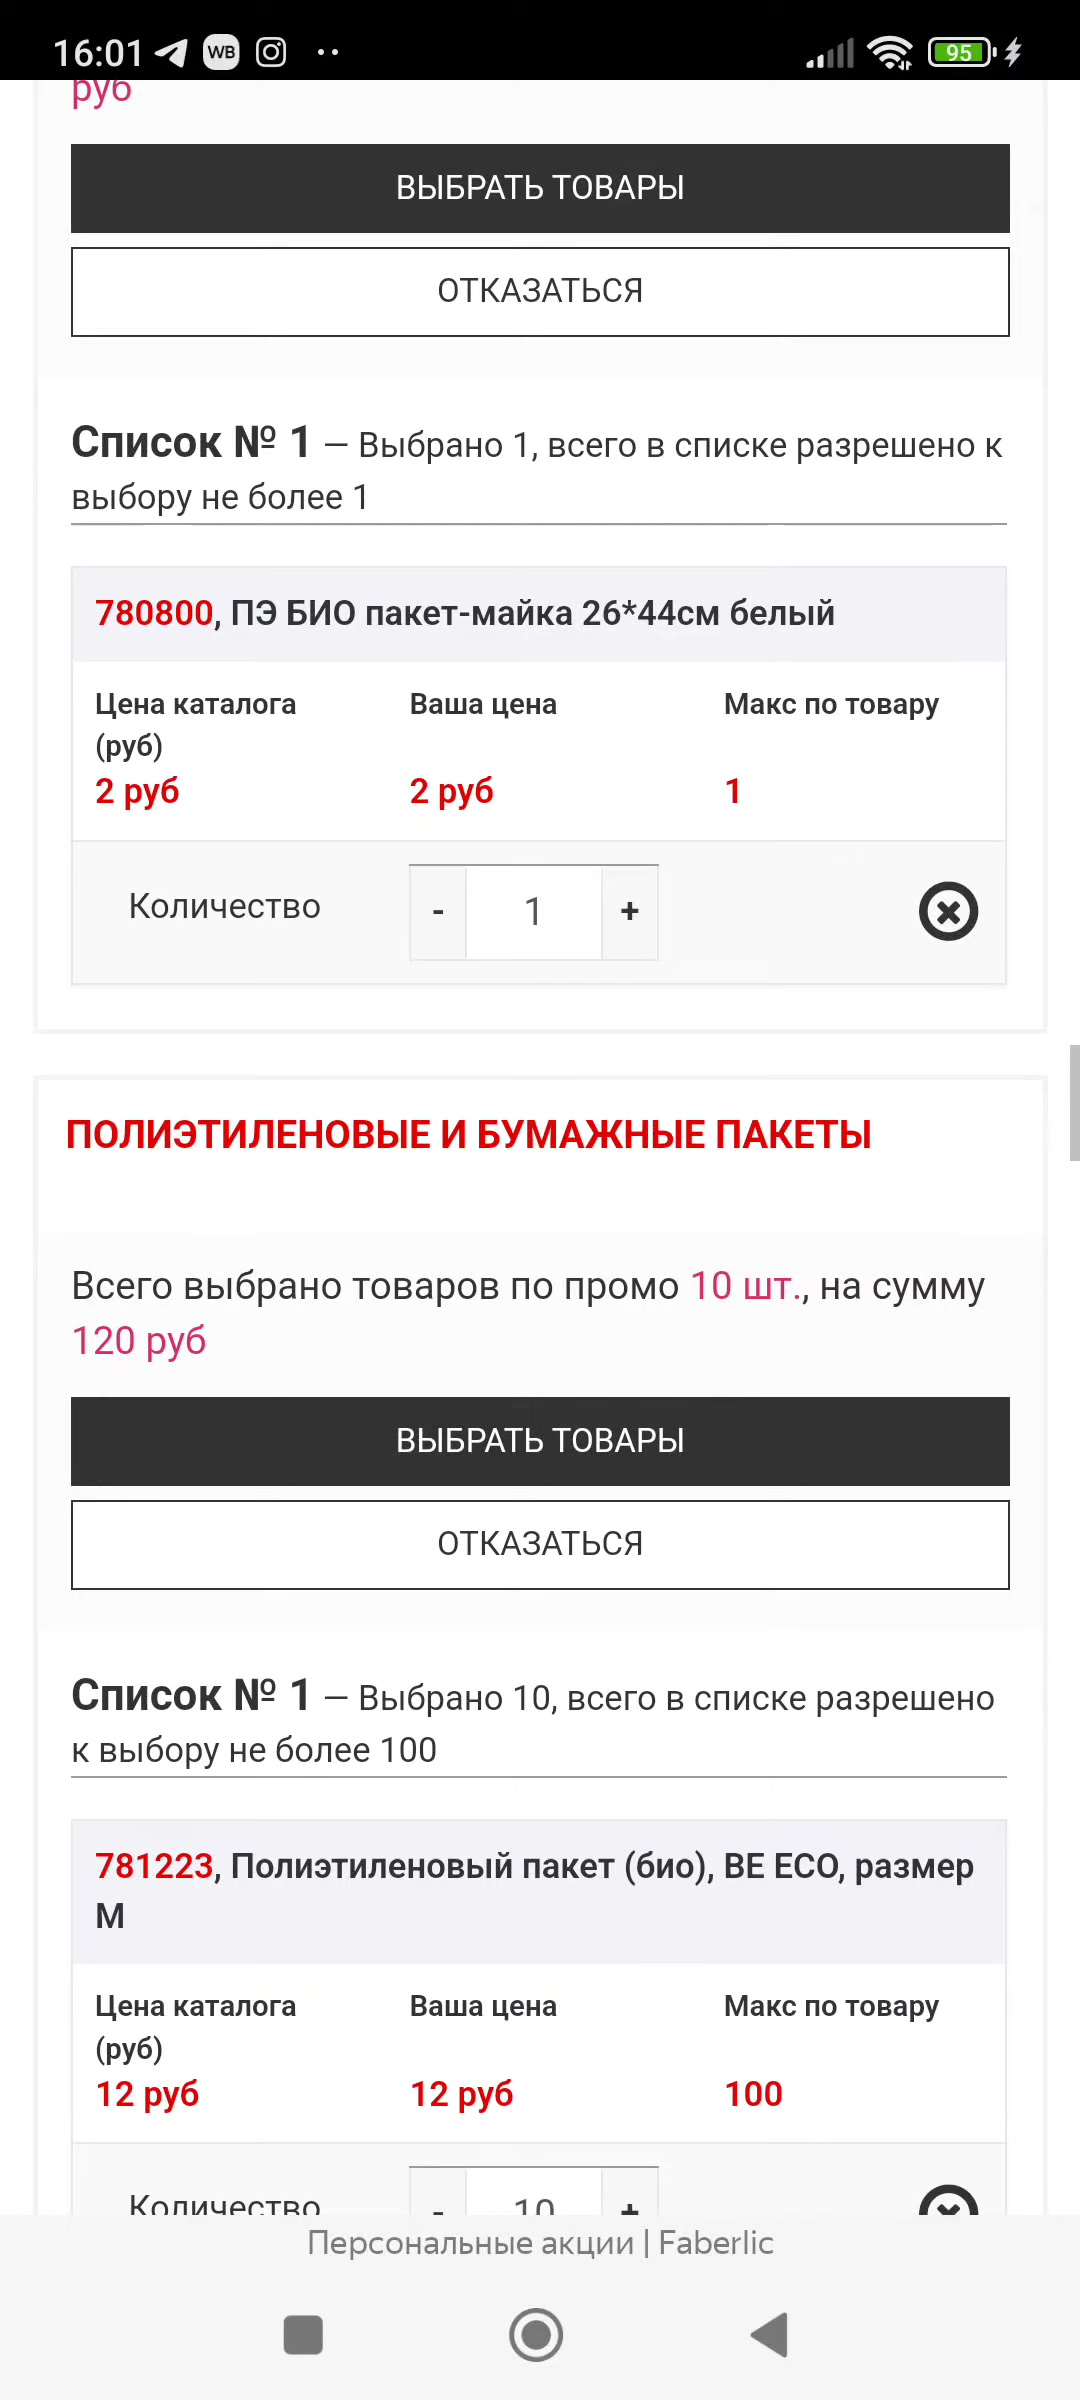 16:01 WB 95
руб
ВЫБРАТЬ ТОВАРЫ
ОТКАЗАТЬСЯ
Список № 1 — Выбрано 1, всего в списке разрешено к
выбору не более 1
780800, ПЭ БИО пакет-майка 26*44см белый
Цена каталога Ваша цена Макс по товару
(руб)
2 руб 2 руб 1
Количество - 1 +
ПОЛИЭТИЛЕНОВЫЕ И БУМАЖНЫЕ ПАКЕТЫ
Всего выбрано товаров по промо 10 шт., на сумму
120 руб
ВЫБРАТЬ ТОВАРЫ
ОТКАЗАТЬСЯ
Список № 1 — Выбрано 10, всего в списке разрешено
к выбору не более 100
781223, Полиэтиленовый пакет (био), BE ECO, размер
M
Цена каталога Ваша цена Макс по товару
(руб)
12 руб 12 руб 100
Количество - 10 +
Персональные акции | Faberlic